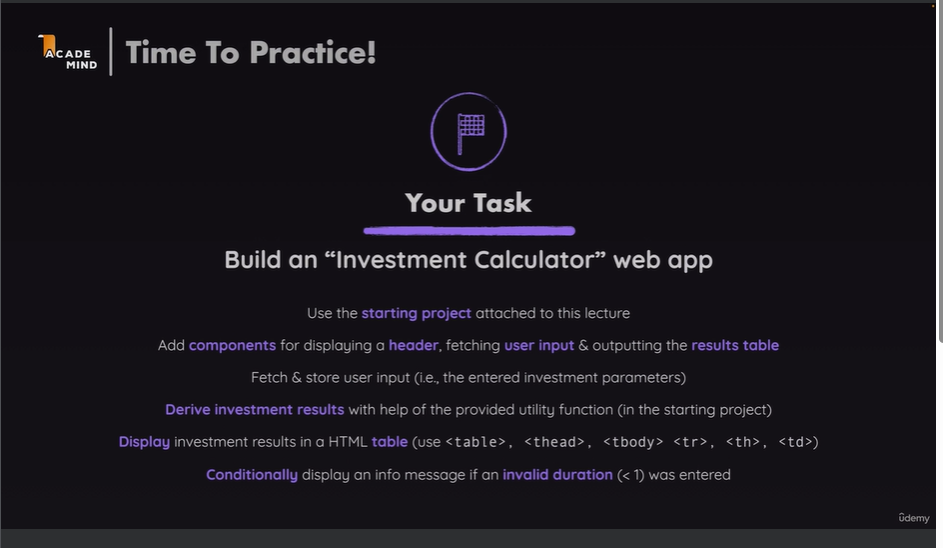 ACADE
MIND
Time To Practice!
Your Task
Build an “Investment Calculator” web app
Use the starting project attached to this lecture
Add components for displaying a header, fetching user input & outputting the results table
Fetch & store user input (i.e., the entered investment parameters)
Derive investment results with help of the provided utility function (in the starting project)
Display investment results in a HTML table (use <table>, <thead>, <tbody> <tr>, <th>, <td>)
Conditionally display an info message if an invalid duration (< 1) was entered
ûdemy